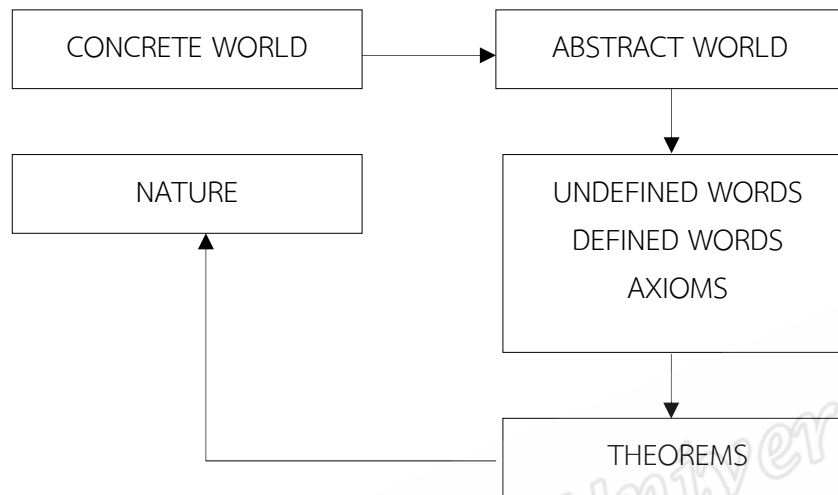 CONCRETE WORLD
ABSTRACT WORLD
NATURE
UNDEFINED WORDS
DEFINED WORDS
AXIOMS
THEOREMS